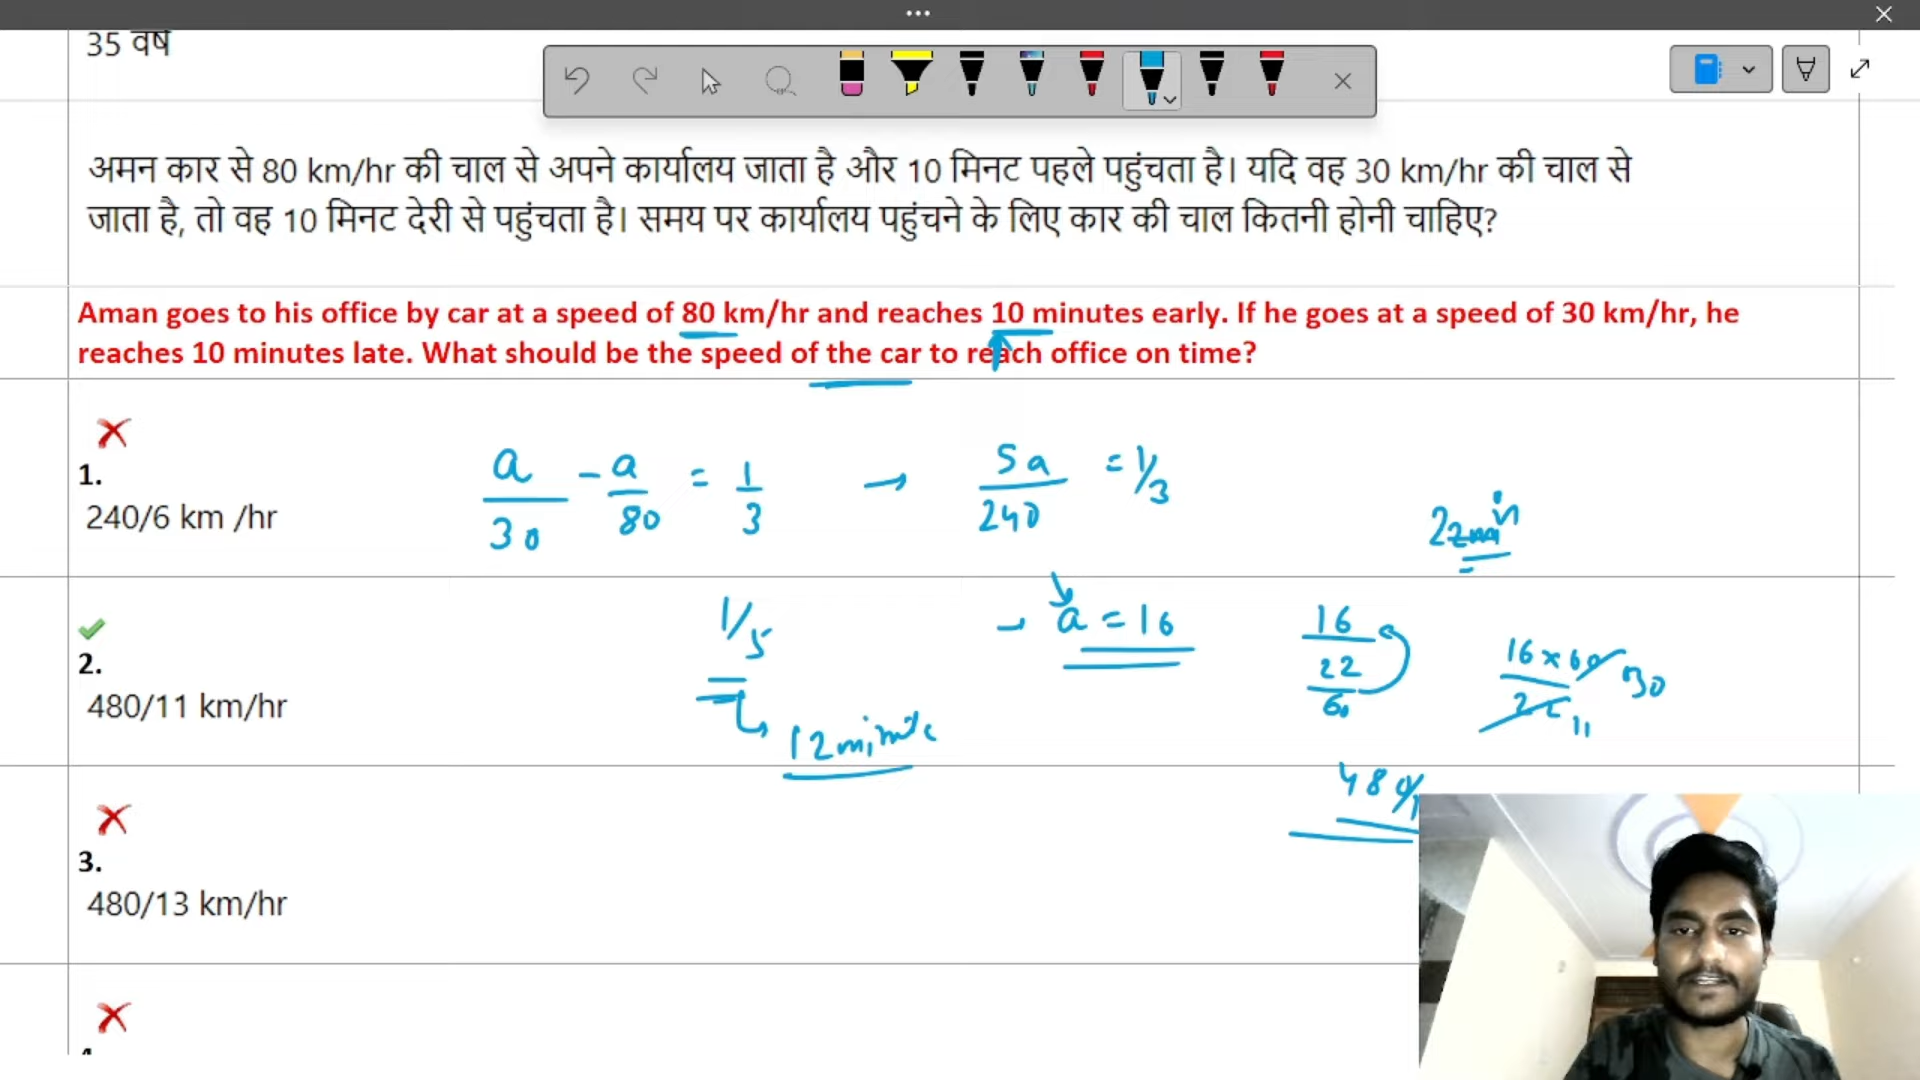 35 वर्ष
अमन कार से 80 km/hr की चाल से अपने कार्यालय जाता है और 10 मिनट पहले पहुंचता है। यदि वह 30 km/hr की चाल से
जाता है, तो वह 10 मिनट देरी से पहुंचता है। समय पर कार्यालय पहुंचने के लिए कार की चाल कितनी होनी चाहिए?
Aman goes to his office by car at a speed of 80 km/hr and reaches 10 minutes early. If he goes at a speed of 30 km/hr, he
reaches 10 minutes late. What should be the speed of the car to reach office on time?
1.
240/6 km /hr
a/30 - a/80 = 1/3 → 5a/240 = 1/3
22min
2.
480/11 km/hr
1/5
12 minute
→ a = 16
16/22/60
16 x 60 30
22 11
480/
3.
480/13 km/hr